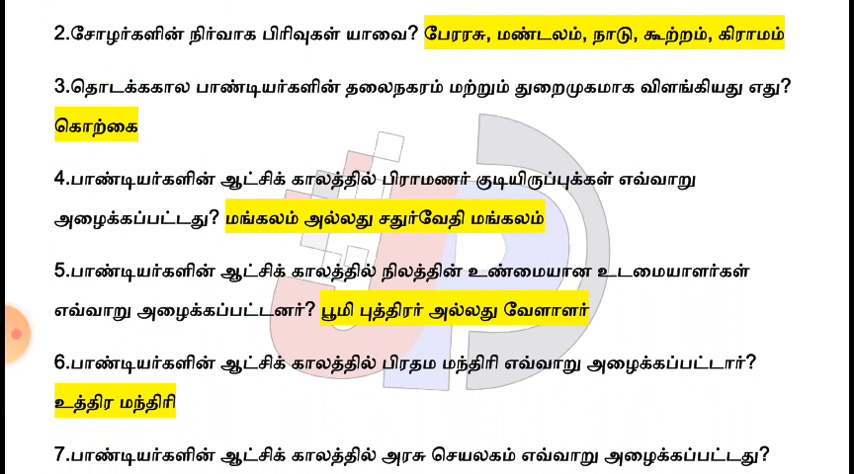 2.சோழர்களின் நிர்வாக பிரிவுகள் யாவை? பேரரசு, மண்டலம், நாடு, கூற்றம், கிராமம்
3.தொடக்ககால பாண்டியர்களின் தலைநகரம் மற்றும் துறைமுகமாக விளங்கியது எது?
கொற்கை
4.பாண்டியர்களின் ஆட்சிக் காலத்தில் பிராமணர் குடியிருப்புக்கள் எவ்வாறு
அழைக்கப்பட்டது? மங்கலம் அல்லது சதுர்வேதி மங்கலம்
5.பாண்டியர்களின் ஆட்சிக் காலத்தில் நிலத்தின் உண்மையான உடமையாளர்கள்
எவ்வாறு அழைக்கப்பட்டனர்? பூமி புத்திரர் அல்லது வேளாளர்
6.பாண்டியர்களின் ஆட்சிக் காலத்தில் பிரதம மந்திரி எவ்வாறு அழைக்கப்பட்டார்?
உத்திர மந்திரி
7.பாண்டியர்களின் ஆட்சிக் காலத்தில் அரசு செயலகம் எவ்வாறு அழைக்கப்பட்டது?